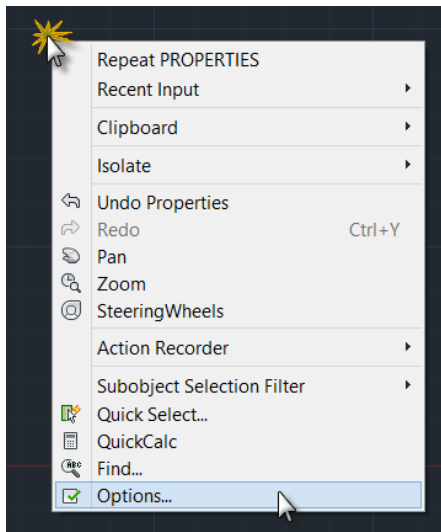 Repeat PROPERTIES
Recent Input
Clipboard
Isolate
Undo Properties
Redo Ctrl+Y
Pan
Zoom
SteeringWheels
Action Recorder
Subobject Selection Filter
Quick Select...
QuickCalc
ABC
Find...
Options...